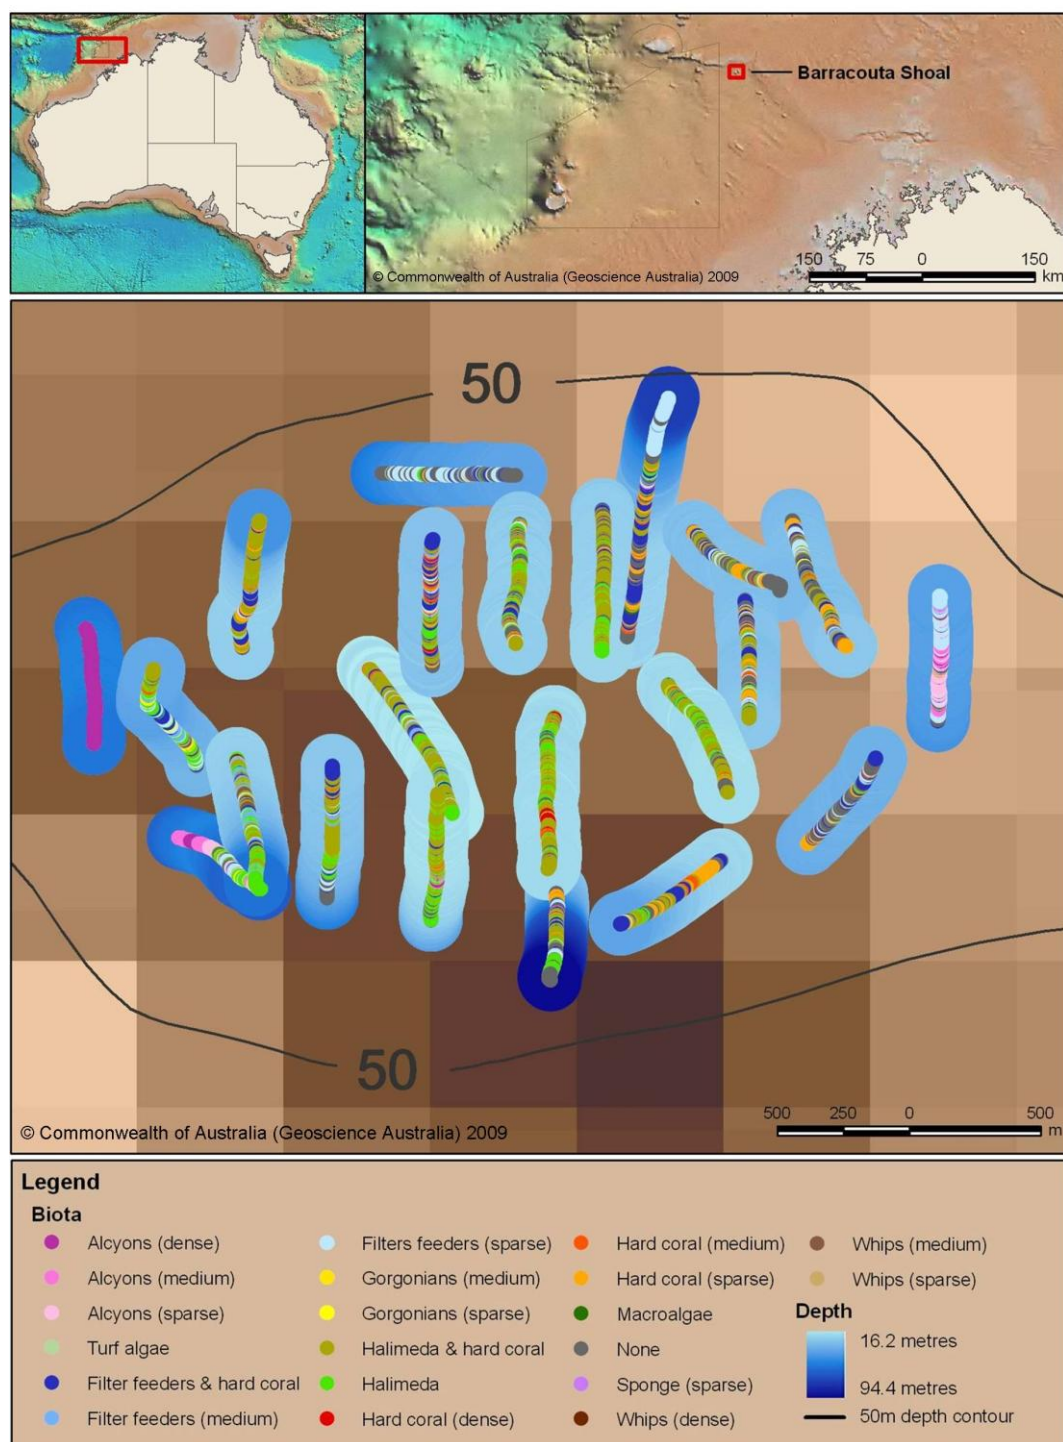 Barracouta Shoal
© Commonwealth of Australia (Geoscience Australia) 2009
150 75 0 150
km
50
50
500 250 0 500
m
© Commonwealth of Australia (Geoscience Australia) 2009
Legend
Biota
Alcyons (dense)
Alcyons (medium)
Alcyons (sparse)
Turf algae
Filter feeders & hard coral
Filter feeders (medium)
Filters feeders (sparse)
Gorgonians (medium)
Gorgonians (sparse)
Halimeda & hard coral
Halimeda
Hard coral (dense)
Hard coral (medium)
Hard coral (sparse)
Macroalgae
None
Sponge (sparse)
Whips (dense)
Whips (medium)
Whips (sparse)
Depth
16.2 metres
94.4 metres
50m depth contour